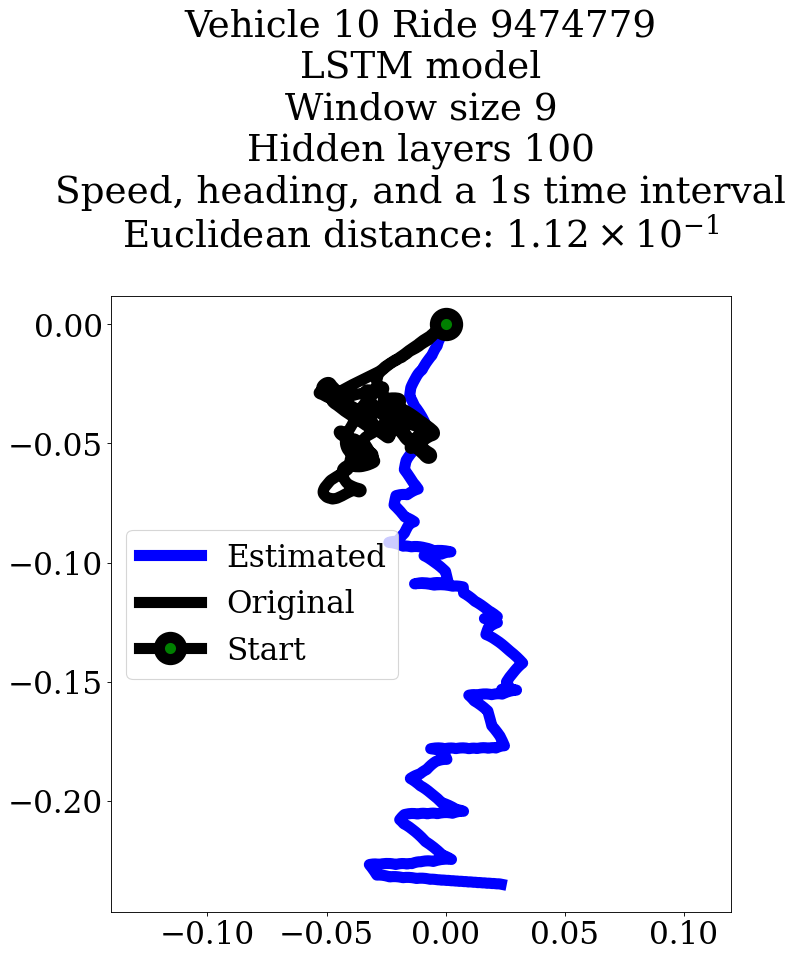 Vehicle 10 Ride 9474779
LSTM model
Window size 9
Hidden layers 100
Speed, heading, and a 1s time interval
Euclidean distance: 1.12 × 10⁻¹
0.00
−0.05
−0.10
−0.15
−0.20
Estimated
Original
Start
−0.10 −0.05 0.00 0.05 0.10